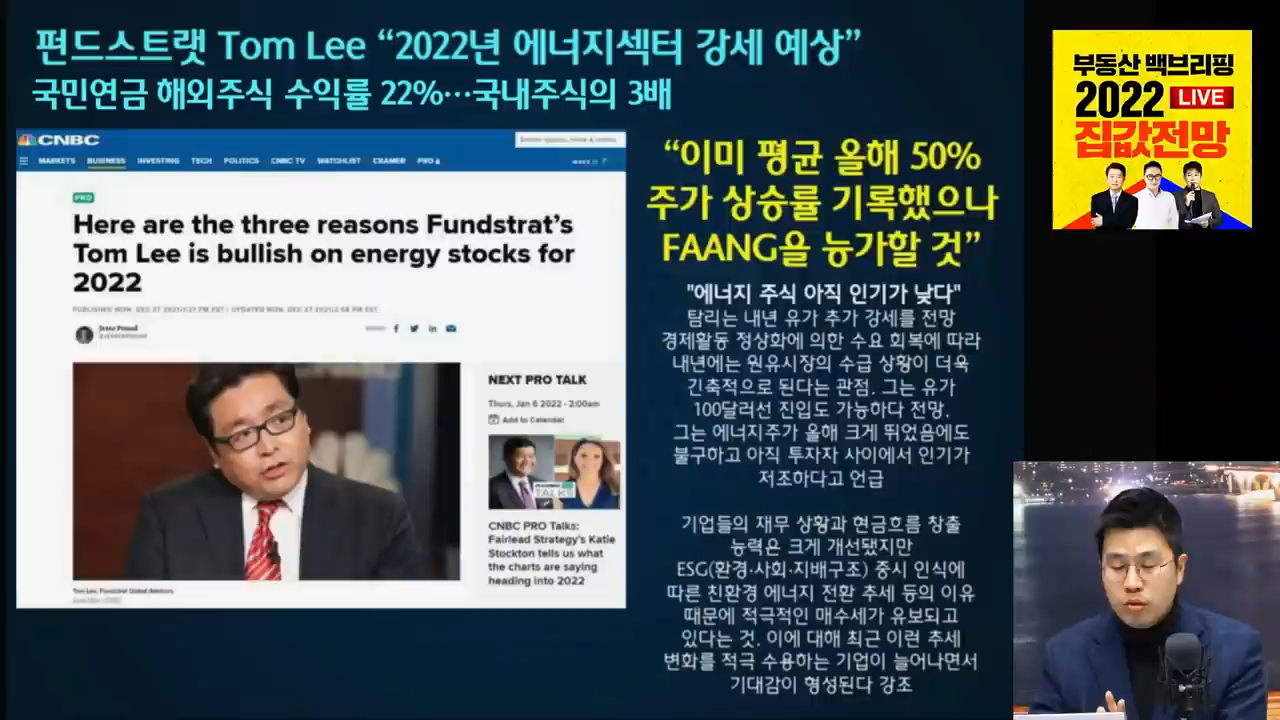 펀드스트랫 Tom Lee “2022년 에너지섹터 강세 예상”
국민연금 해외주식 수익률 22%…국내주식의 3배
CNBC
MARKETS BUSINESS INVESTING TECH POLITICS CNBC TV WATCHLIST CRAMER PRO
PRO
Here are the three reasons Fundstrat’s
Tom Lee is bullish on energy stocks for
2022
NEXT PRO TALK
Thurs, Jan 6 2022 - 2:00am
Add to Calendar
TALKS
CNBC PRO Talks:
Fairlead Strategy’s Katie
Stockton tells us what
the charts are saying
heading into 2022
“이미 평균 올해 50%
주가 상승률 기록했으나
FAANG을 능가할 것”
"에너지 주식 아직 인기가 낮다"
탐리는 내년 유가 추가 강세를 전망
경제활동 정상화에 의한 수요 회복에 따라
내년에는 원유시장의 수급 상황이 더욱
긴축적으로 된다는 관점. 그는 유가
100달러선 진입도 가능하다 전망.
그는 에너지주가 올해 크게 뛰었음에도
불구하고 아직 투자자 사이에서 인기가
저조하다고 언급
기업들의 재무 상황과 현금흐름 창출
능력은 크게 개선됐지만
ESG(환경·사회·지배구조) 중시 인식에
따른 친환경 에너지 전환 추세 등의 이유
때문에 적극적인 매수세가 유보되고
있다는 것. 이에 대해 최근 이런 추세
변화를 적극 수용하는 기업이 늘어나면서
기대감이 형성된다 강조
부동산 백브리핑
2022 LIVE
집값전망